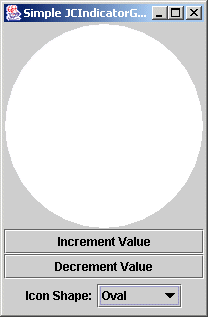 Simple JCIndicatorG...
Increment Value
Decrement Value
Icon Shape: Oval